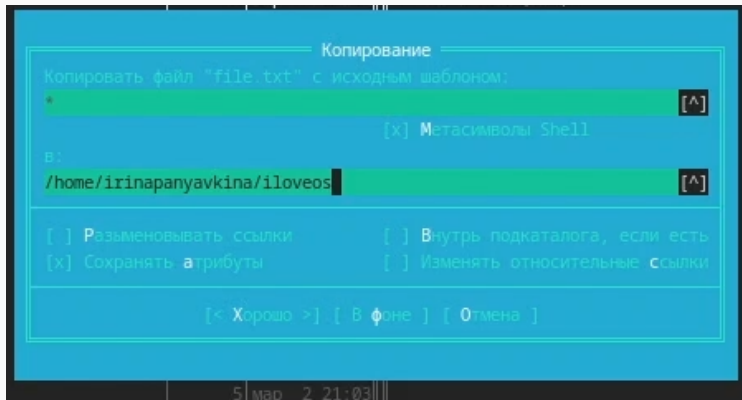 Копирование
Копировать файл "file.txt" с исходным шаблоном:
* [^]
[x] Метасимволы Shell
в:
/home/irinapanyavkina/iloveos [^]
[ ] Разыменовывать ссылки [ ] Внутрь подкаталога, если есть
[x] Сохранять атрибуты [ ] Изменять относительные ссылки
[< Хорошо >] [ В фоне ] [ Отмена ]
5 мар 2 21:03